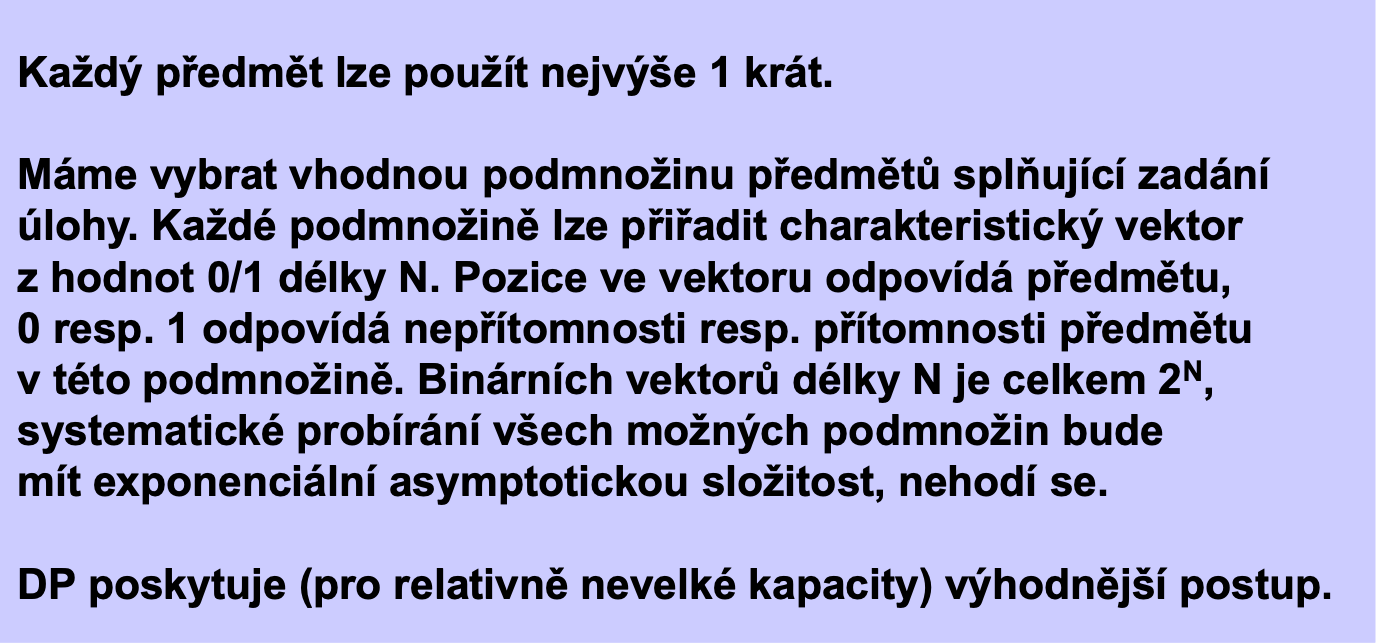 Každý předmět lze použít nejvýše 1 krát.
Máme vybrat vhodnou podmnožinu předmětů splňující zadání
úlohy. Každé podmnožině lze přiřadit charakteristický vektor
z hodnot 0/1 délky N. Pozice ve vektoru odpovídá předmětu,
0 resp. 1 odpovídá nepřítomnosti resp. přítomnosti předmětu
v této podmnožině. Binárních vektorů délky N je celkem 2ᴺ,
systematické probírání všech možných podmnožin bude
mít exponenciální asymptotickou složitost, nehodí se.
DP poskytuje (pro relativně nevelké kapacity) výhodnější postup.